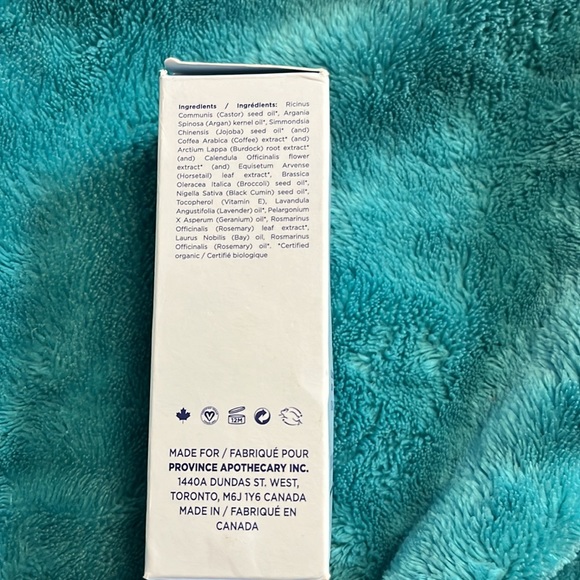 Ingredients / Ingrédients: Ricinus
Communis (Castor) seed oil*, Argania
Spinosa (Argan) kernel oil*, Simmondsia
Chinensis (Jojoba) seed oil* (and)
Coffea Arabica (Coffee) extract* (and)
Arctium Lappa (Burdock) root extract*
(and) Calendula Officinalis flower
extract* (and) Equisetum Arvense
(Horsetail) leaf extract*, Brassica
Oleracea Italica (Broccoli) seed oil*,
Nigella Sativa (Black Cumin) seed oil*,
Tocopherol (Vitamin E), Lavandula
Angustifolia (Lavender) oil*, Pelargonium
X Asperum (Geranium) oil*, Rosmarinus
Officinalis (Rosemary) leaf extract*,
Laurus Nobilis (Bay) oil, Rosmarinus
Officinalis (Rosemary) oil*. *Certified
organic / Certifié biologique
12M
MADE FOR / FABRIQUÉ POUR
PROVINCE APOTHECARY INC.
1440A DUNDAS ST. WEST,
TORONTO, M6J 1Y6 CANADA
MADE IN / FABRIQUÉ EN
CANADA